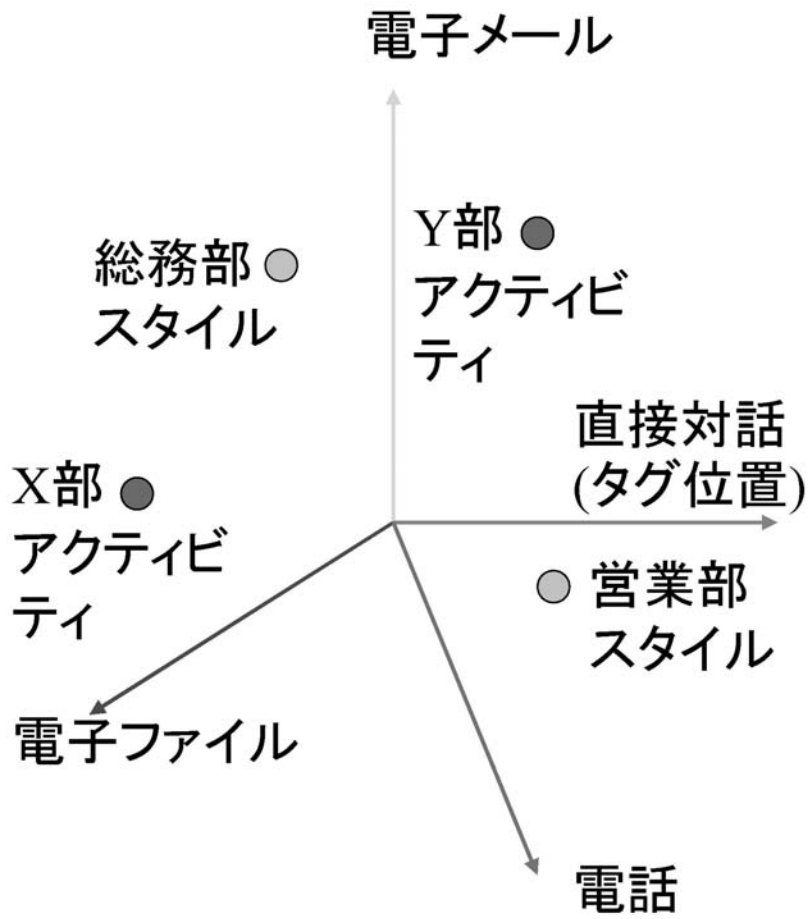 電子メール
Y部
アクティビ
ティ
総務部
スタイル
直接対話
(タグ位置)
X部
アクティビ
ティ
営業部
スタイル
電子ファイル
電話